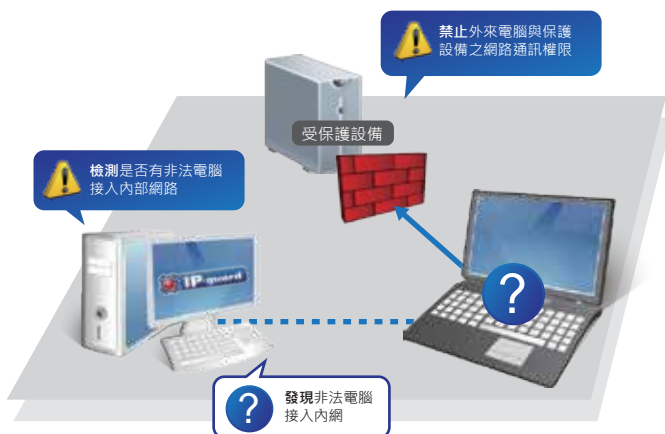 禁止外來電腦與保護
設備之網路通訊權限
受保護設備
檢測是否有非法電腦
接入內部網路
IP-guard
?
?
發現非法電腦
接入內網